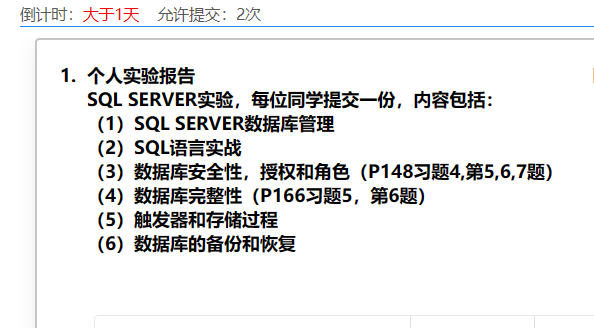 倒计时：大于1天 允许提交：2次
1. 个人实验报告
SQL SERVER实验，每位同学提交一份，内容包括：
（1）SQL SERVER数据库管理
（2）SQL语言实战
（3）数据库安全性，授权和角色（P148习题4,第5,6,7题）
（4）数据库完整性（P166习题5，第6题）
（5）触发器和存储过程
（6）数据库的备份和恢复